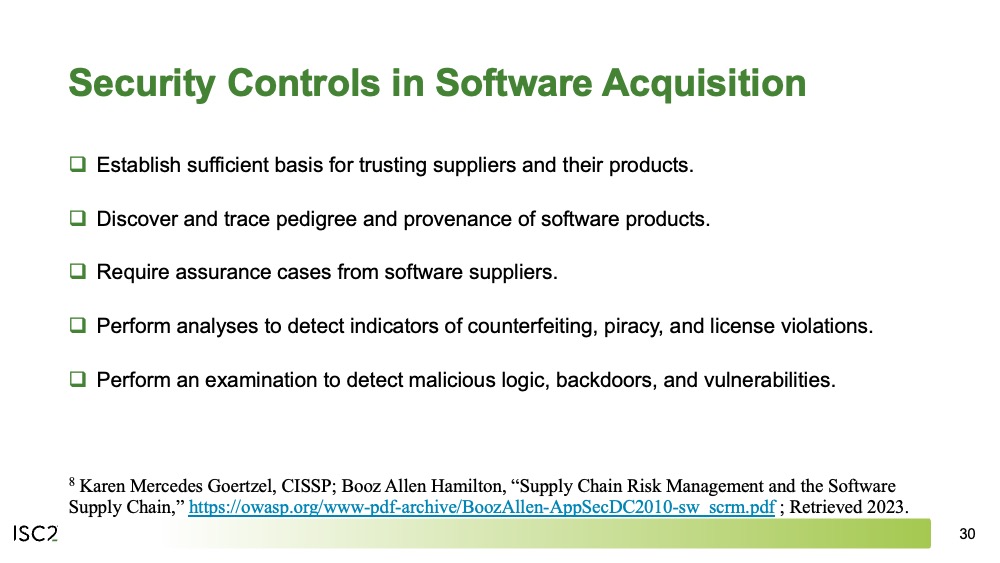 Security Controls in Software Acquisition
❑ Establish sufficient basis for trusting suppliers and their products.
❑ Discover and trace pedigree and provenance of software products.
❑ Require assurance cases from software suppliers.
❑ Perform analyses to detect indicators of counterfeiting, piracy, and license violations.
❑ Perform an examination to detect malicious logic, backdoors, and vulnerabilities.
⁸ Karen Mercedes Goertzel, CISSP; Booz Allen Hamilton, “Supply Chain Risk Management and the Software
Supply Chain,” https://owasp.org/www-pdf-archive/BoozAllen-AppSecDC2010-sw_scrm.pdf ; Retrieved 2023.
ISC2
30